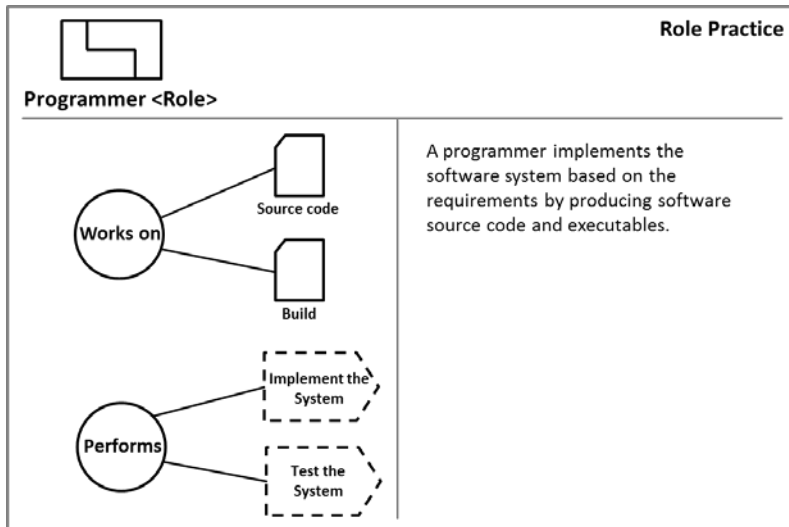 Role Practice
Programmer <Role>
Works on
Source code
Build
Performs
Implement the
System
Test the
System
A programmer implements the
software system based on the
requirements by producing software
source code and executables.